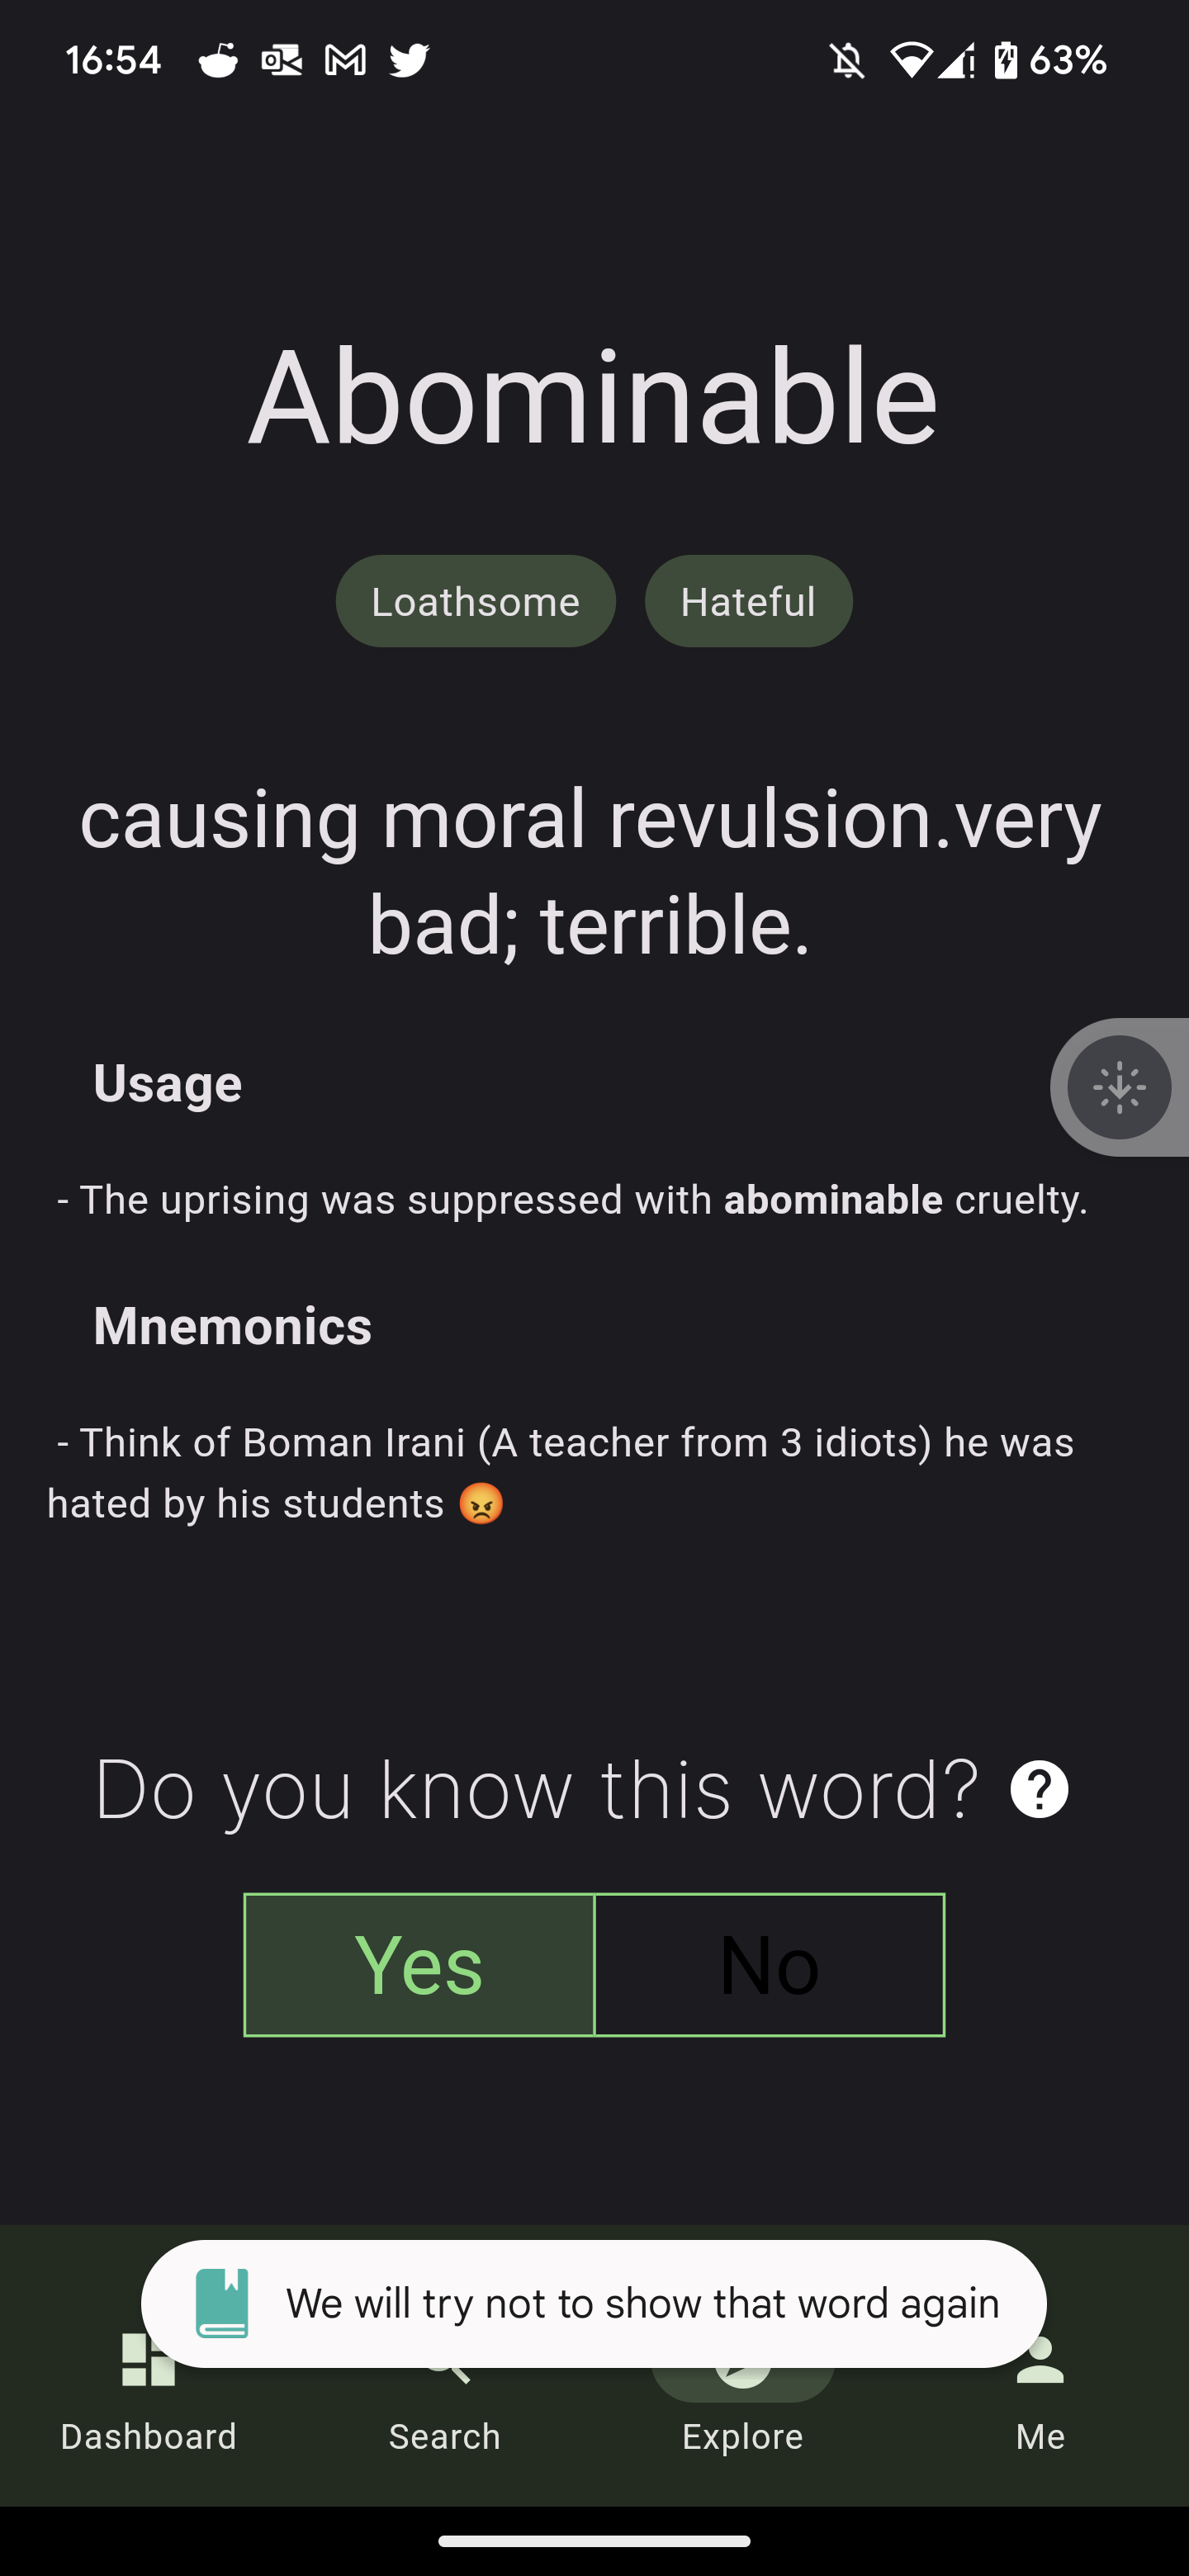 16:54
63%
Abominable
Loathsome Hateful
causing moral revulsion.very
bad; terrible.
Usage
- The uprising was suppressed with abominable cruelty.
Mnemonics
- Think of Boman Irani (A teacher from 3 idiots) he was
hated by his students 😡
Do you know this word?
Yes No
We will try not to show that word again
Dashboard Search Explore Me